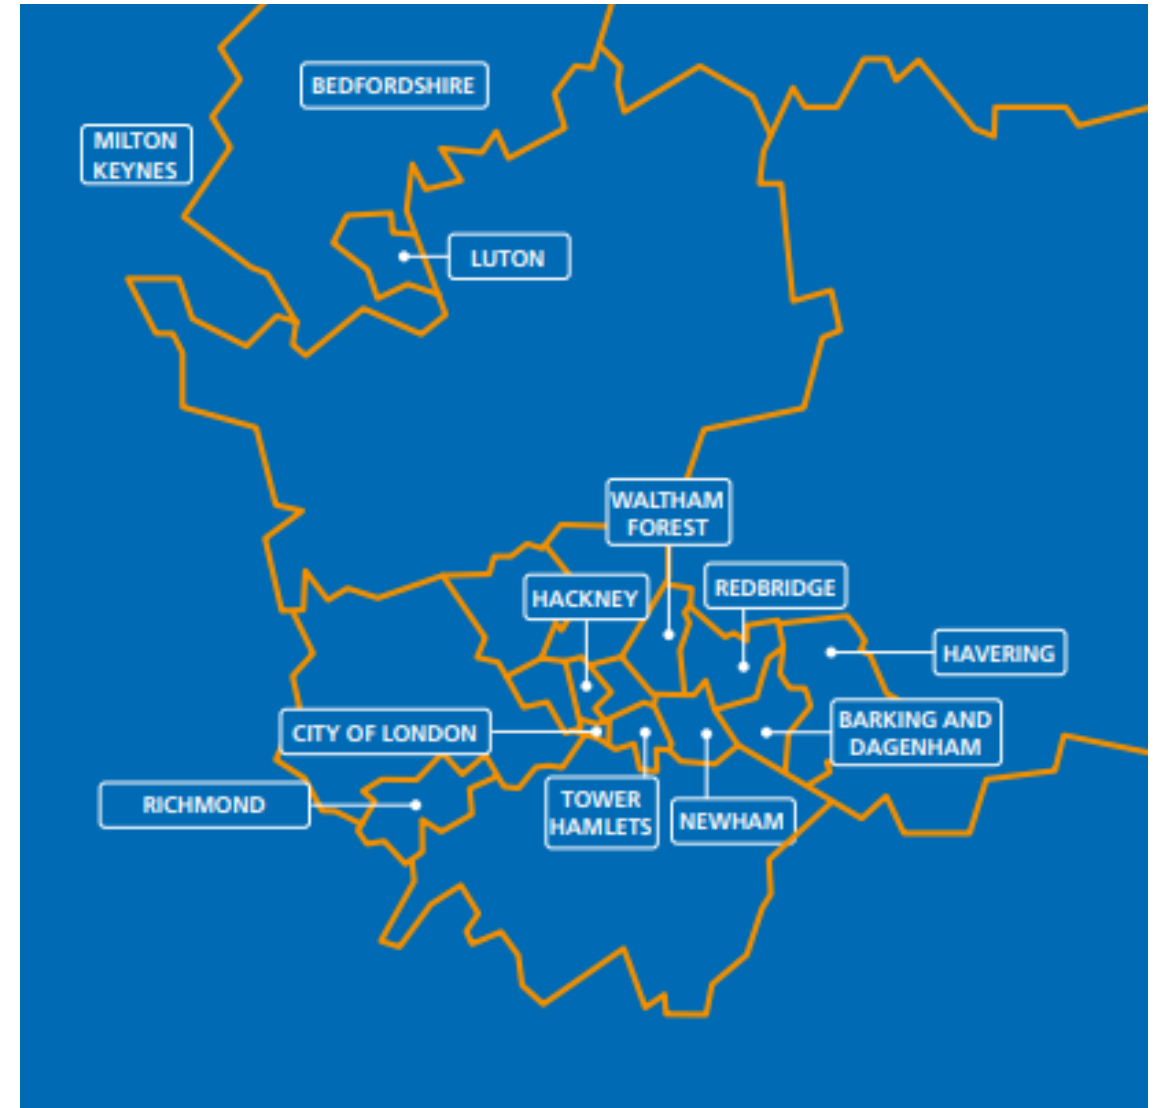 BEDFORDSHIRE
MILTON
KEYNES
LUTON
WALTHAM
FOREST
REDBRIDGE
HACKNEY
HAVERING
CITY OF LONDON
BARKING AND
DAGENHAM
RICHMOND
TOWER
HAMLETS
NEWHAM